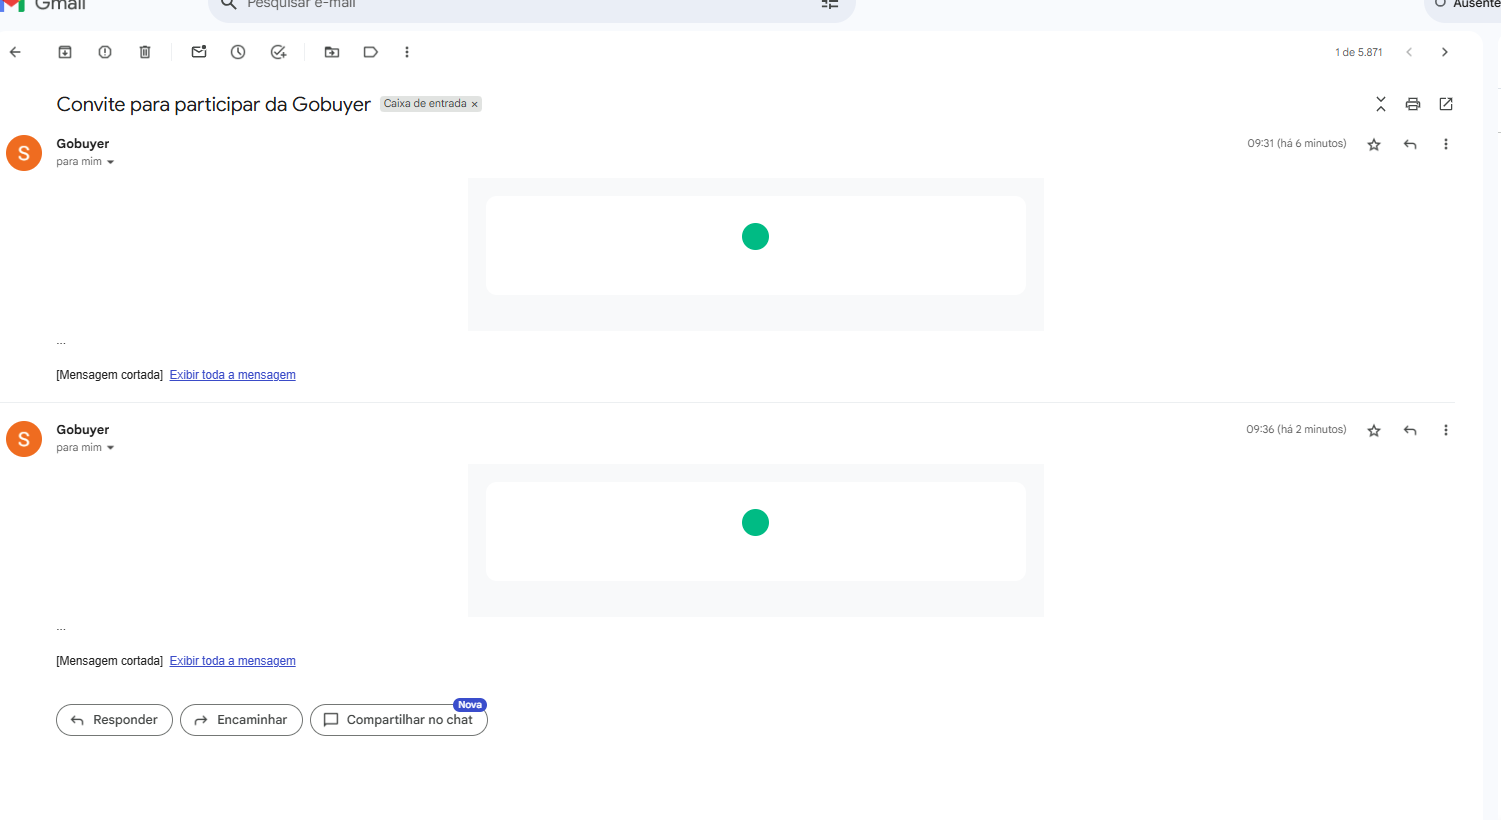 Gmail
Pesquisar e-mail
Ausente
1 de 5.871
Convite para participar da Gobuyer
Caixa de entrada ×
S
Gobuyer
09:31 (há 6 minutos)
para mim
...
[Mensagem cortada] Exibir toda a mensagem
S
Gobuyer
09:36 (há 2 minutos)
para mim
...
[Mensagem cortada] Exibir toda a mensagem
Nova
Responder
Encaminhar
Compartilhar no chat